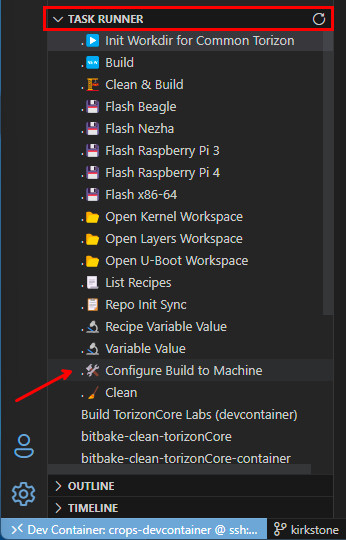 TASK RUNNER
. Init Workdir for Common Torizon
. NEW Build
. Clean & Build
. Flash Beagle
. Flash Nezha
. Flash Raspberry Pi 3
. Flash Raspberry Pi 4
. Flash x86-64
. Open Kernel Workspace
. Open Layers Workspace
. Open U-Boot Workspace
. List Recipes
. Repo Init Sync
. Recipe Variable Value
. Variable Value
. Configure Build to Machine
. Clean
Build TorizonCore Labs (devcontainer)
bitbake-clean-torizonCore
bitbake-clean-torizonCore-container
OUTLINE
TIMELINE
Dev Container: crops-devcontainer @ ssh:... kirkstone